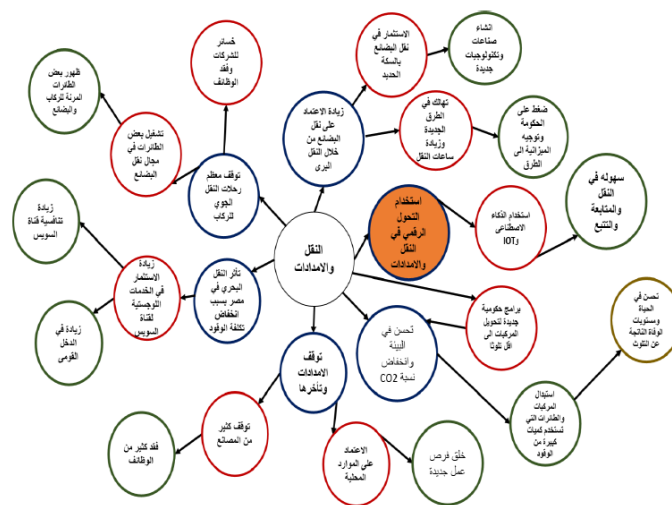 خسائر
للشركات
وفقد
الوظائف
الاستثمار في
نقل البضائع
بالسكة
الحديد
انشاء
صناعات
وتكنولوجيات
جديدة
ظهور بعض
الطائرات
المرنة للركاب
والبضائع
تشغيل بعض
الطائرات في
مجال نقل
البضائع
زيادة الاعتماد
على نقل
البضائع من
خلال النقل
البرى
تهالك في
الطرق
الجديدة
وزيادة
ساعات النقل
ضغط على
الحكومة
وتوجيه
الميزانية الى
الطرق
توقف معظم
رحلات النقل
الجوي
للركاب
استخدام
التحول
الرقمي في
النقل
والامدادات
استخدام الذكاء
الاصطناعى
وIOT
سهوله في
النقل
والمتابعة
والتتبع
زيادة
تنافسية قناة
السويس
النقل
والامدادات
زيادة
الاستثمار
في الخدمات
اللوجستية
لقناة
السويس
تأثر النقل
البحري في
مصر بسبب
انخفاض
تكلفة الوقود
برامج حكومية
جديدة لتحويل
المركبات الى
اقل تلوثا
تحسن في
الحياة
ومستويات
الوفاة الناتجة
عن التلوث
زيادة في
الدخل
القومى
تحسن في
البيئة
وانخفاض
نسبة CO2
توقف
الامدادات
وتأخرها
استبدال
المركبات
والطائرات التي
تستخدم كميات
كبيرة من
الوقود
توقف كثير
من المصانع
فقد كثير من
الوظائف
الاعتماد
على الموارد
المحلية
خلق فرص
عمل جديدة